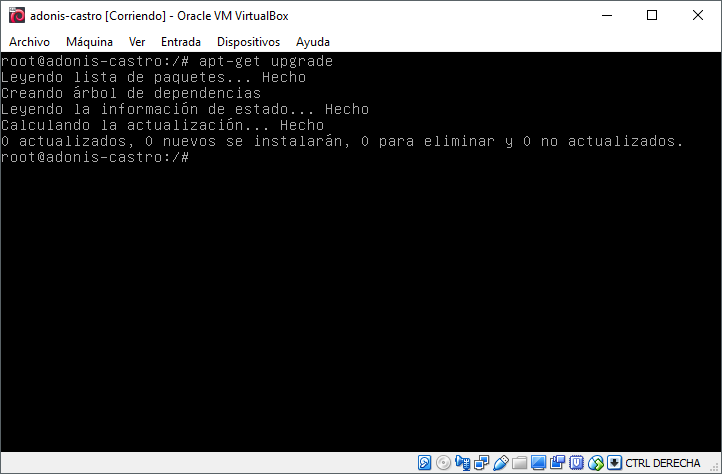 adonis-castro [Corriendo] - Oracle VM VirtualBox
Archivo Máquina Ver Entrada Dispositivos Ayuda
root@adonis-castro:/# apt-get upgrade
Leyendo lista de paquetes... Hecho
Creando árbol de dependencias
Leyendo la información de estado... Hecho
Calculando la actualización... Hecho
0 actualizados, 0 nuevos se instalarán, 0 para eliminar y 0 no actualizados.
root@adonis-castro:/#
CTRL DERECHA